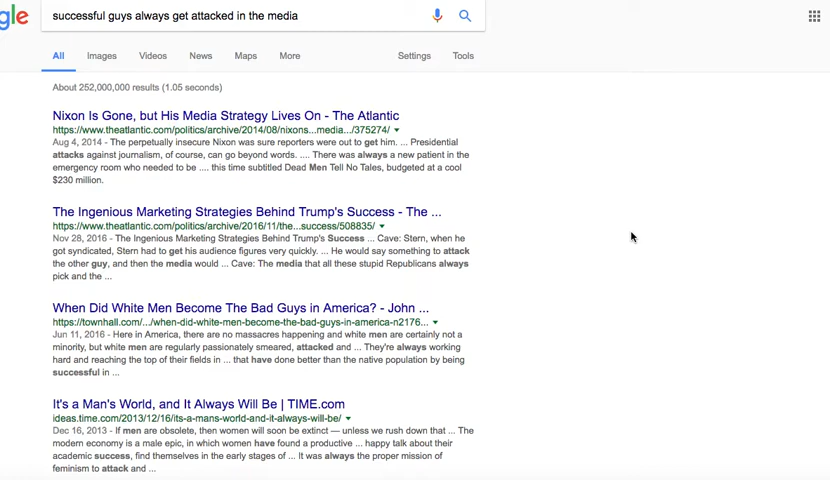 gle
successful guys always get attacked in the media
All Images Videos News Maps More Settings Tools
About 252,000,000 results (1.05 seconds)
Nixon Is Gone, but His Media Strategy Lives On - The Atlantic
https://www.theatlantic.com/politics/archive/2014/08/nixons...media.../375274/
Aug 4, 2014 - The perpetually insecure Nixon was sure reporters were out to get him. ... Presidential
attacks against journalism, of course, can go beyond words. .... There was always a new patient in the
emergency room who needed to be .... this time subtitled Dead Men Tell No Tales, budgeted at a cool
$230 million.
The Ingenious Marketing Strategies Behind Trump's Success - The ...
https://www.theatlantic.com/politics/archive/2016/11/the...success/508835/
Nov 28, 2016 - The Ingenious Marketing Strategies Behind Trump's Success ... Cave: Stern, when he
got syndicated, Stern had to get his audience figures very quickly. ... He would say something to attack
the other guy, and then the media would ... Cave: The media that all these stupid Republicans always
pick and the ...
When Did White Men Become The Bad Guys in America? - John ...
https://townhall.com/.../when-did-white-men-become-the-bad-guys-in-america-n2176...
Jun 11, 2016 - Here in America, there are no massacres happening and white men are certainly not a
minority, but white men are regularly passionately smeared, attacked and ... They're always working
hard and reaching the top of their fields in ... that have done better than the native population by being
successful in ...
It's a Man's World, and It Always Will Be | TIME.com
ideas.time.com/2013/12/16/its-a-mans-world-and-it-always-will-be/
Dec 16, 2013 - If men are obsolete, then women will soon be extinct — unless we rush down that ... The
modern economy is a male epic, in which women have found a productive ... happy talk about their
academic success, find themselves in the early stages of ... It was always the proper mission of
feminism to attack and ...